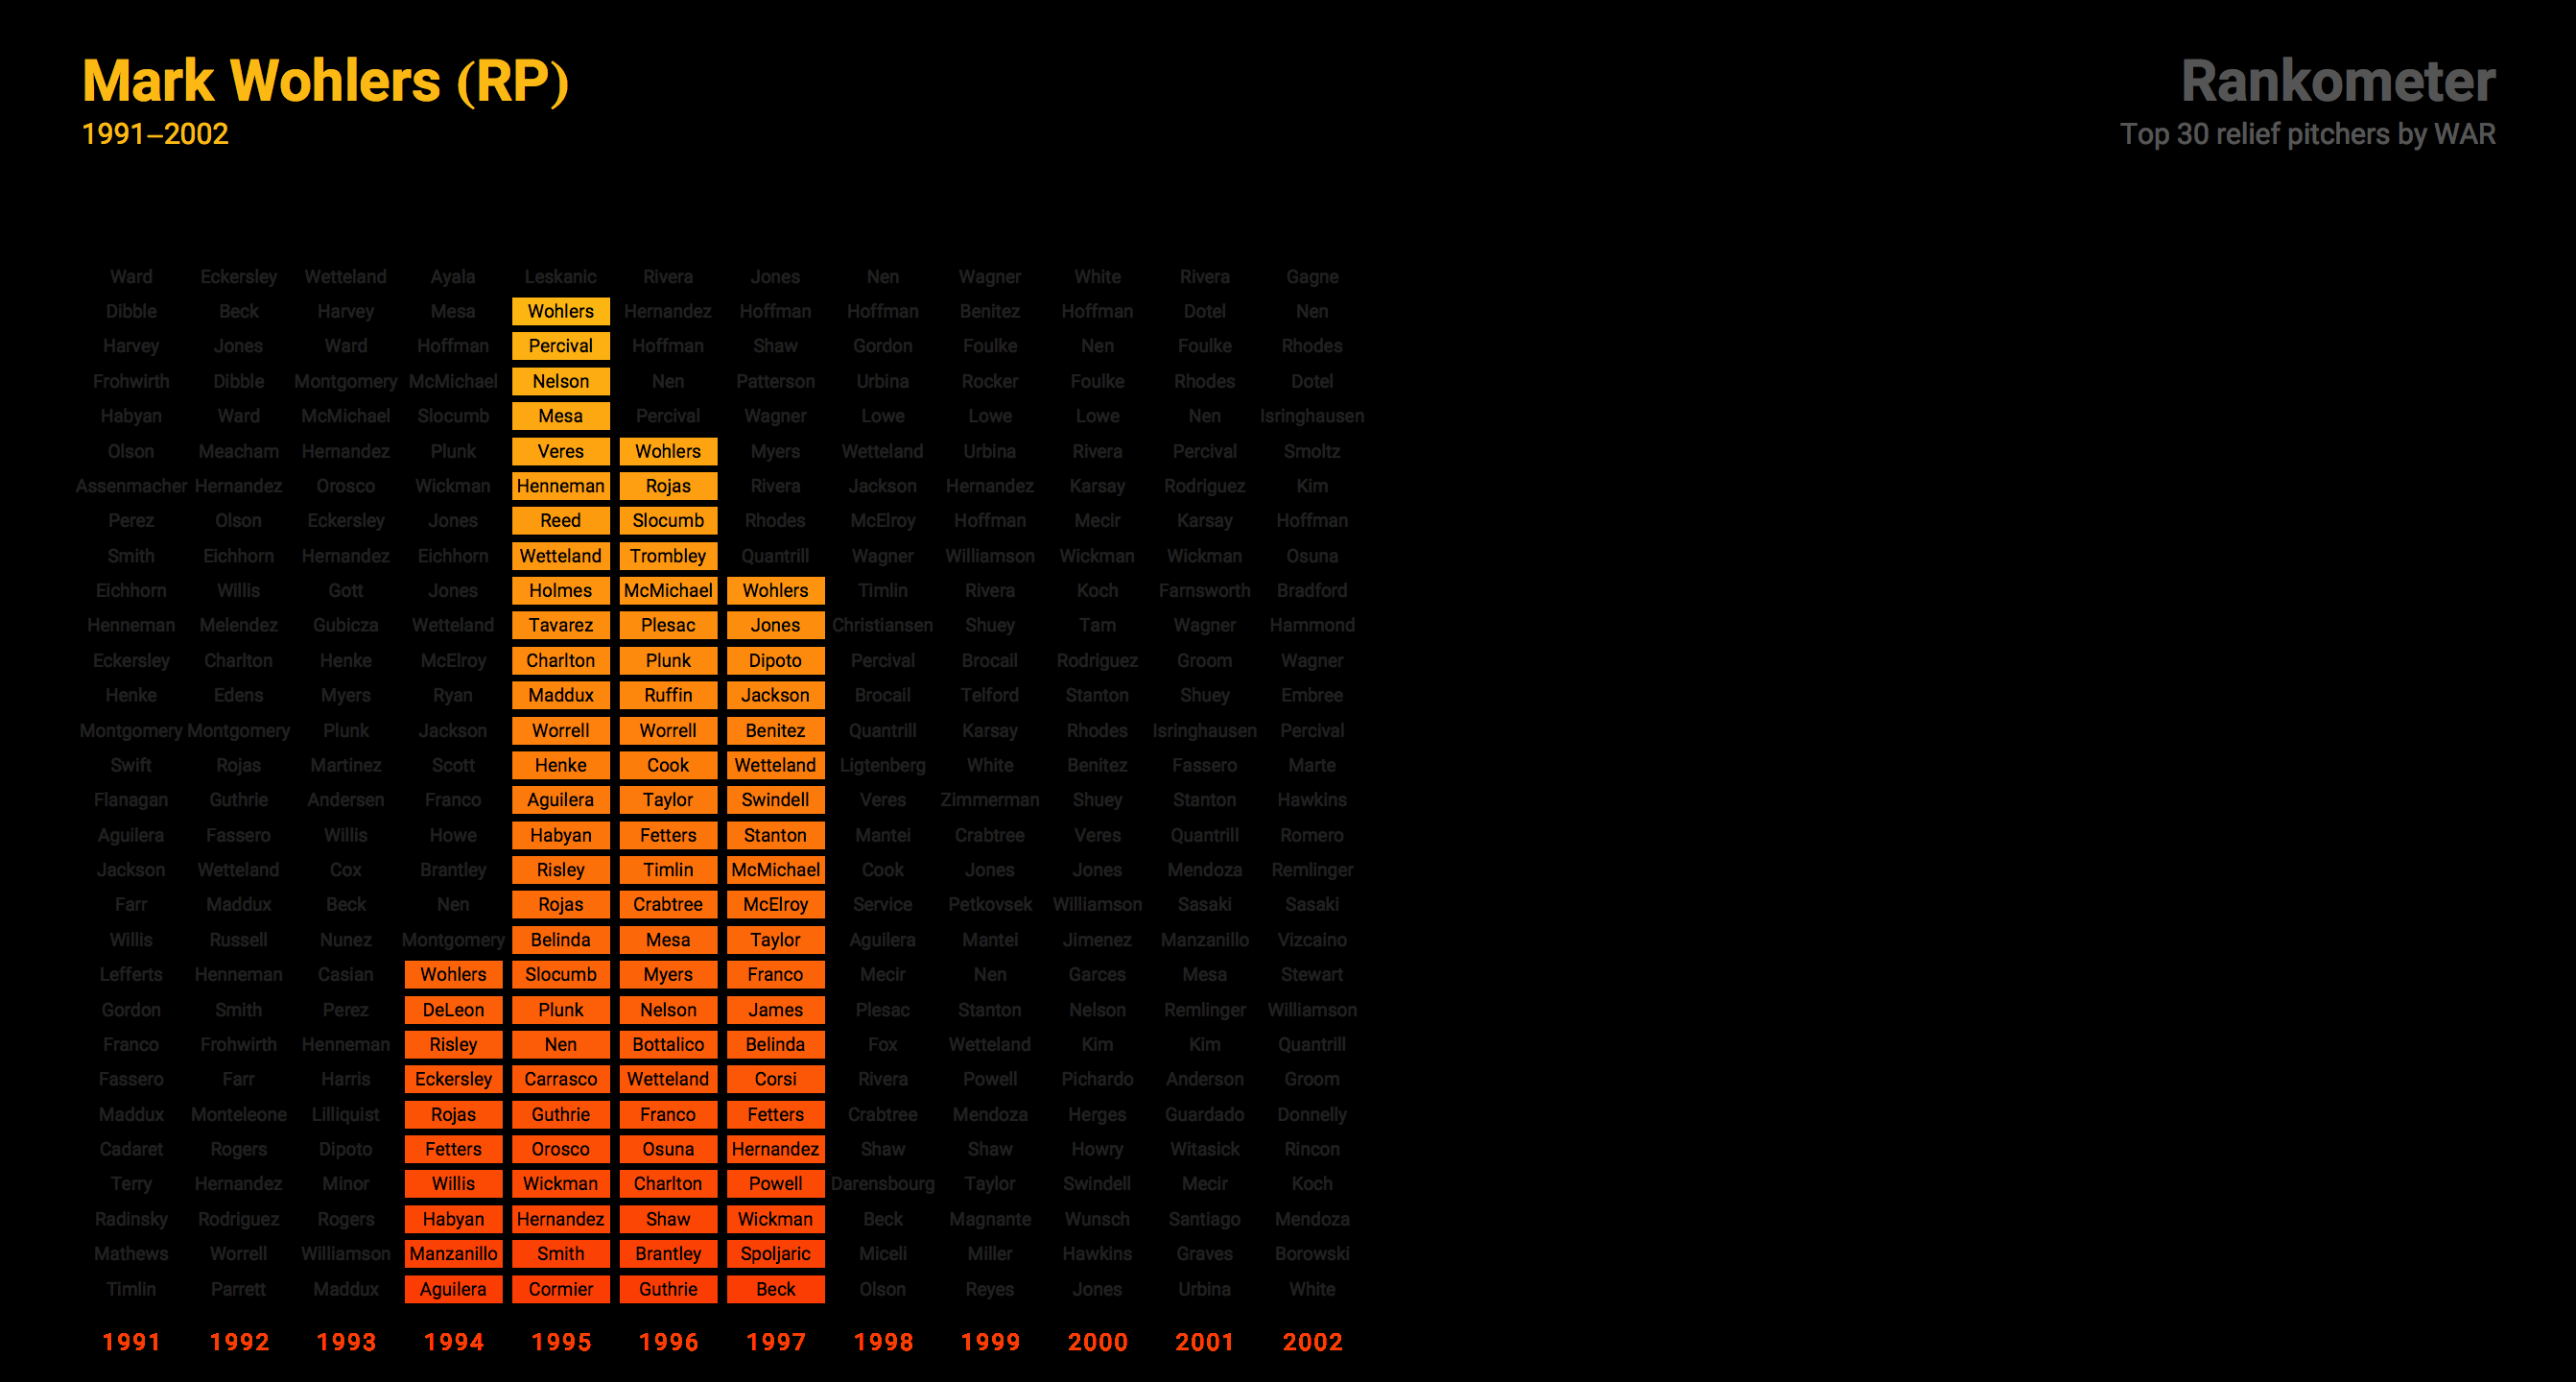 Mark Wohlers (RP)
1991–2002
Rankometer
Top 30 relief pitchers by WAR
Ward Eckersley Wetteland Ayala Leskanic Rivera Jones Nen Wagner White Rivera Gagne
Dibble Beck Harvey Mesa Wohlers Hernandez Hoffman Hoffman Benitez Hoffman Dotel Nen
Harvey Jones Ward Hoffman Percival Hoffman Shaw Gordon Foulke Nen Foulke Rhodes
Frohwirth Dibble Montgomery McMichael Nelson Nen Patterson Urbina Rocker Foulke Rhodes Dotel
Habyan Ward McMichael Slocumb Mesa Percival Wagner Lowe Lowe Lowe Nen Isringhausen
Olson Meacham Hernandez Plunk Veres Wohlers Myers Wetteland Urbina Rivera Percival Smoltz
Assenmacher Hernandez Orosco Wickman Henneman Rojas Rivera Jackson Hernandez Karsay Rodriguez Kim
Perez Olson Eckersley Jones Reed Slocumb Rhodes McElroy Hoffman Mecir Karsay Hoffman
Smith Eichhorn Hernandez Eichhorn Wetteland Trombley Quantrill Wagner Williamson Wickman Wickman Osuna
Eichhorn Willis Gott Jones Holmes McMichael Wohlers Timlin Rivera Koch Farnsworth Bradford
Henneman Melendez Gubicza Wetteland Tavarez Plesac Jones Christiansen Shuey Tam Wagner Hammond
Eckersley Charlton Henke McElroy Charlton Plunk Dipoto Percival Brocail Rodriguez Groom Wagner
Henke Edens Myers Ryan Maddux Ruffin Jackson Brocail Telford Stanton Shuey Embree
Montgomery Montgomery Plunk Jackson Worrell Worrell Benitez Quantrill Karsay Rhodes Isringhausen Percival
Swift Rojas Martinez Scott Henke Cook Wetteland Ligtenberg White Benitez Fassero Marte
Flanagan Guthrie Andersen Franco Aguilera Taylor Swindell Veres Zimmerman Shuey Stanton Hawkins
Aguilera Fassero Willis Howe Habyan Fetters Stanton Mantei Crabtree Veres Quantrill Romero
Jackson Wetteland Cox Brantley Risley Timlin McMichael Cook Jones Jones Mendoza Remlinger
Farr Maddux Beck Nen Rojas Crabtree McElroy Service Petkovsek Williamson Sasaki Sasaki
Willis Russell Nunez Montgomery Belinda Mesa Taylor Aguilera Mantei Jimenez Manzanillo Vizcaino
Lefferts Henneman Casian Wohlers Slocumb Myers Franco Mecir Nen Garces Mesa Stewart
Gordon Smith Perez DeLeon Plunk Nelson James Plesac Stanton Nelson Remlinger Williamson
Franco Frohwirth Henneman Risley Nen Bottalico Belinda Fox Wetteland Kim Kim Quantrill
Fassero Farr Harris Eckersley Carrasco Wetteland Corsi Rivera Powell Pichardo Anderson Groom
Maddux Monteleone Lilliquist Rojas Guthrie Franco Fetters Crabtree Mendoza Herges Guardado Donnelly
Cadaret Rogers Dipoto Fetters Orosco Osuna Hernandez Shaw Shaw Howry Witasick Rincon
Terry Hernandez Minor Willis Wickman Charlton Powell Darensbourg Taylor Swindell Mecir Koch
Radinsky Rodriguez Rogers Habyan Hernandez Shaw Wickman Beck Magnante Wunsch Santiago Mendoza
Mathews Worrell Williamson Manzanillo Smith Brantley Spoljaric Miceli Miller Hawkins Graves Borowski
Timlin Parrett Maddux Aguilera Cormier Guthrie Beck Olson Reyes Jones Urbina White
1991 1992 1993 1994 1995 1996 1997 1998 1999 2000 2001 2002